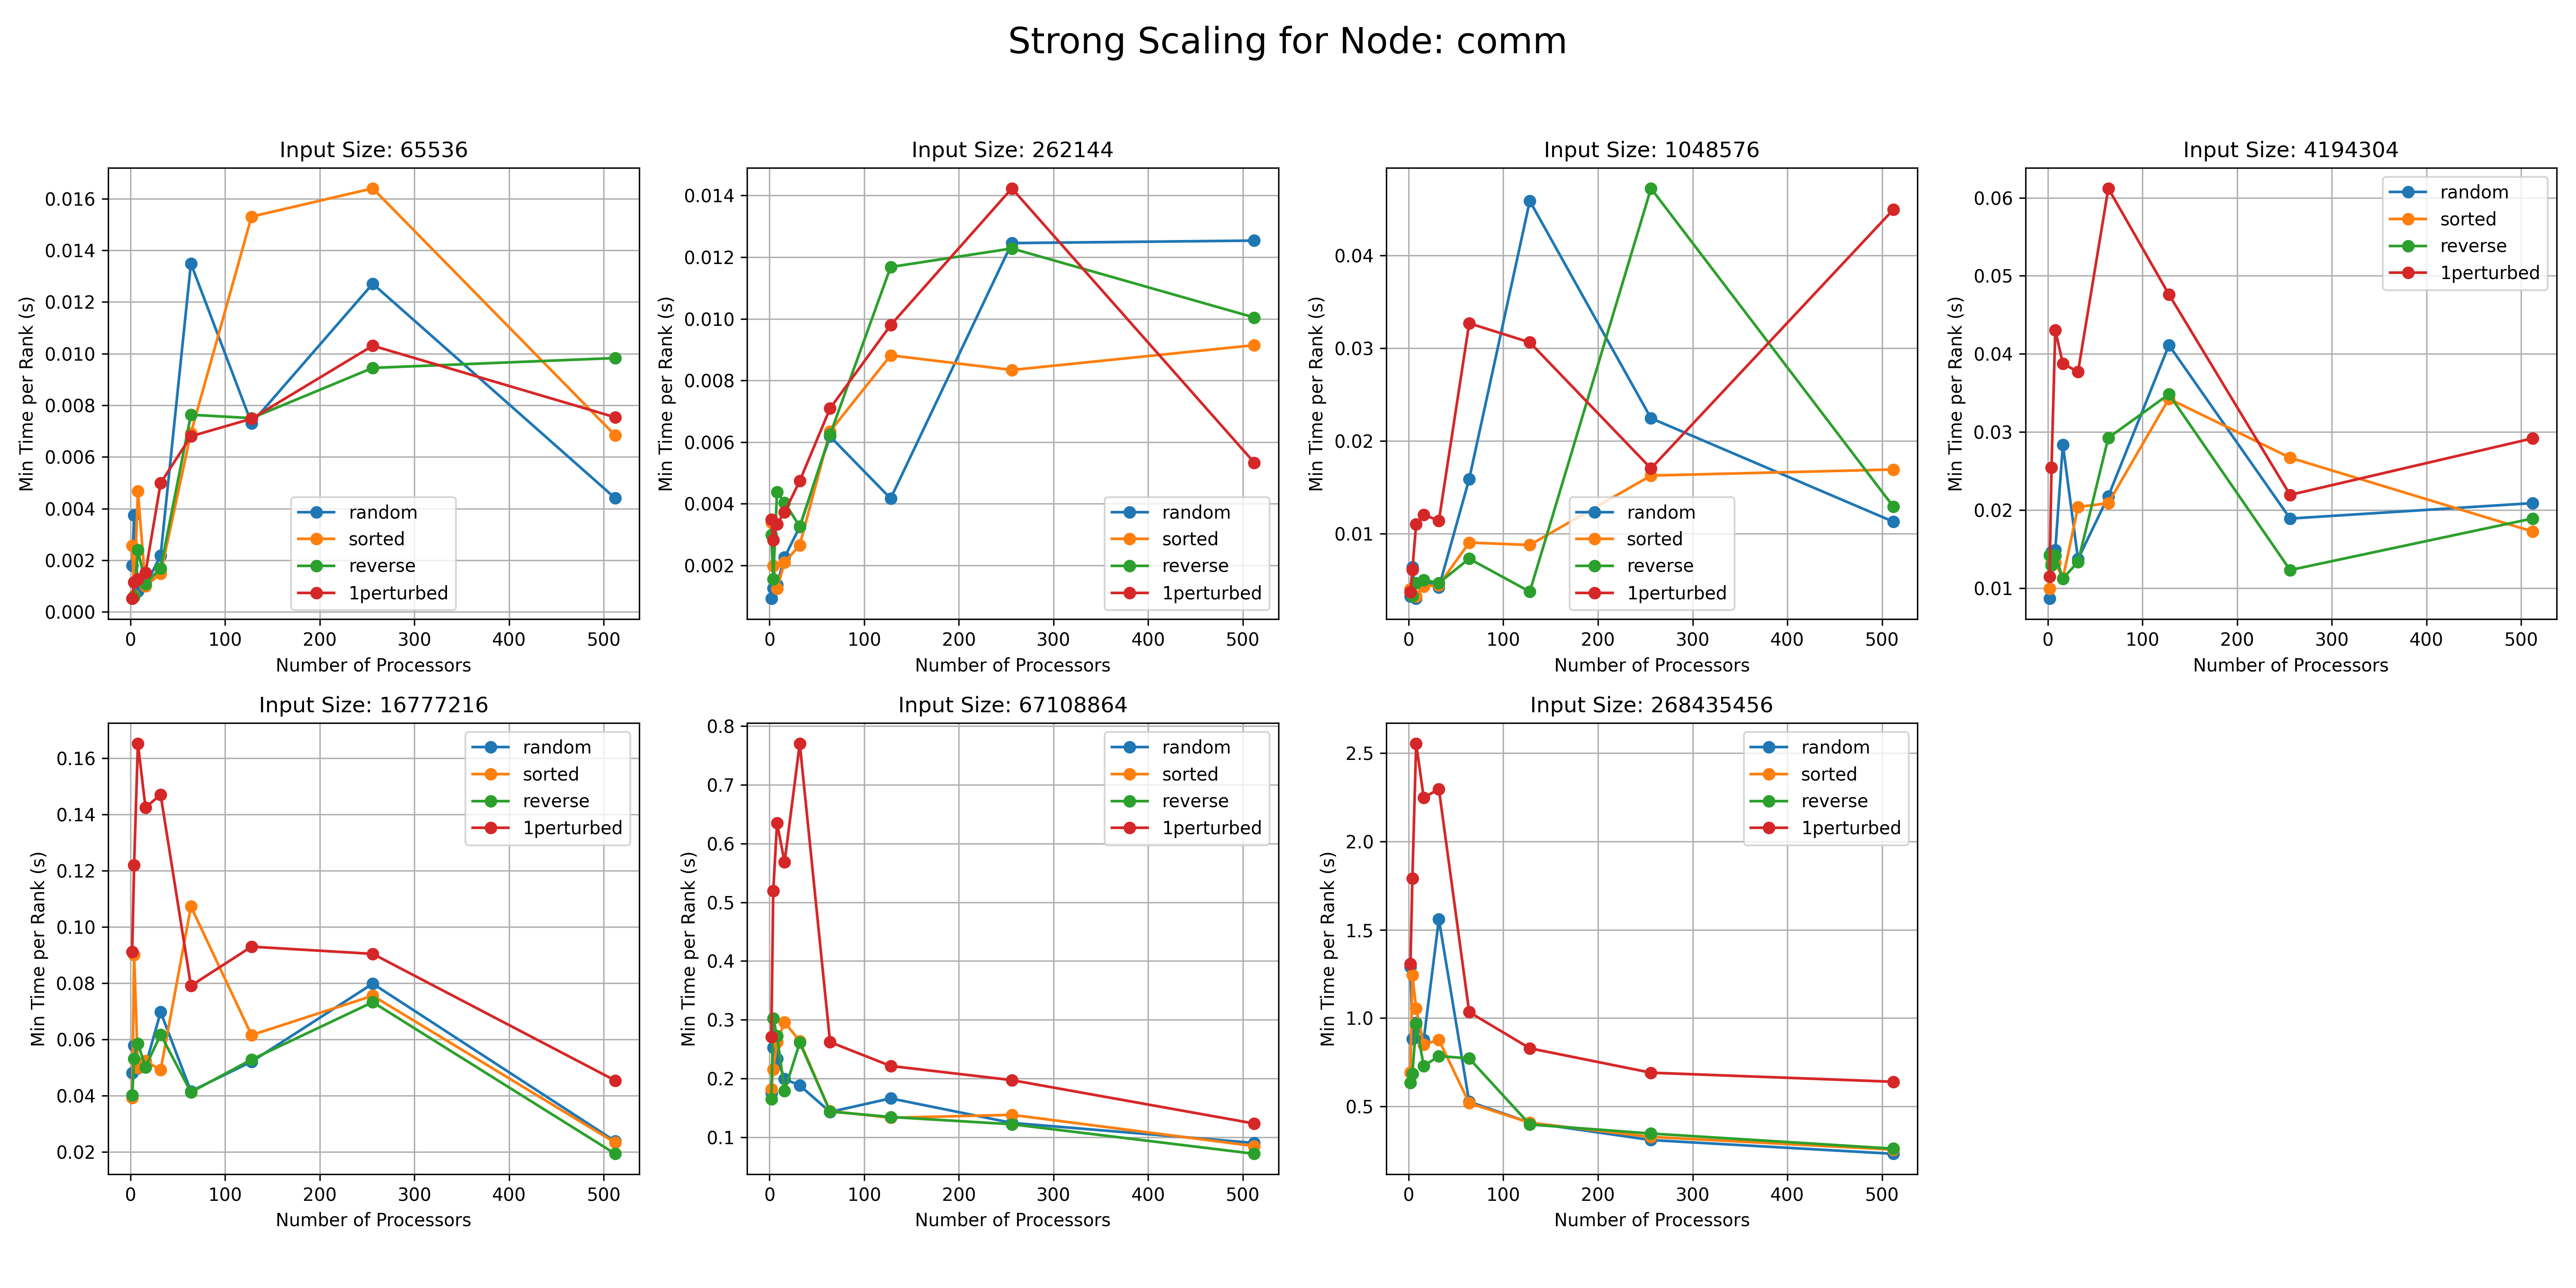 Strong Scaling for Node: comm
Input Size: 65536
Min Time per Rank (s)
0.016
0.014
0.012
0.010
0.008
0.006
0.004
0.002
0.000
random
sorted
reverse
1perturbed
0 100 200 300 400 500
Number of Processors
Input Size: 262144
Min Time per Rank (s)
0.014
0.012
0.010
0.008
0.006
0.004
0.002
random
sorted
reverse
1perturbed
0 100 200 300 400 500
Number of Processors
Input Size: 1048576
Min Time per Rank (s)
0.04
0.03
0.02
0.01
random
sorted
reverse
1perturbed
0 100 200 300 400 500
Number of Processors
Input Size: 4194304
Min Time per Rank (s)
0.06
0.05
0.04
0.03
0.02
0.01
random
sorted
reverse
1perturbed
0 100 200 300 400 500
Number of Processors
Input Size: 16777216
Min Time per Rank (s)
0.16
0.14
0.12
0.10
0.08
0.06
0.04
0.02
random
sorted
reverse
1perturbed
0 100 200 300 400 500
Number of Processors
Input Size: 67108864
Min Time per Rank (s)
0.8
0.7
0.6
0.5
0.4
0.3
0.2
0.1
random
sorted
reverse
1perturbed
0 100 200 300 400 500
Number of Processors
Input Size: 268435456
Min Time per Rank (s)
2.5
2.0
1.5
1.0
0.5
random
sorted
reverse
1perturbed
0 100 200 300 400 500
Number of Processors